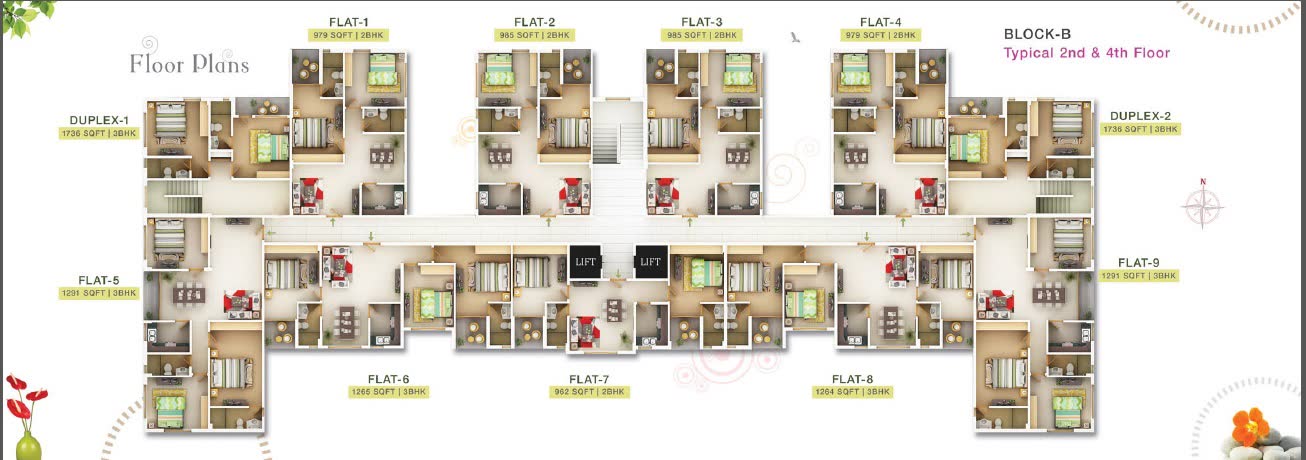 Floor Plans
BLOCK-B
Typical 2nd & 4th Floor
FLAT-1
979 SQFT | 2BHK
FLAT-2
985 SQFT | 2BHK
FLAT-3
985 SQFT | 2BHK
FLAT-4
979 SQFT | 2BHK
DUPLEX-1
1736 SQFT | 3BHK
DUPLEX-2
1736 SQFT | 3BHK
N
LIFT
LIFT
FLAT-5
1291 SQFT | 3BHK
FLAT-9
1291 SQFT | 3BHK
FLAT-6
1265 SQFT | 3BHK
FLAT-7
962 SQFT | 2BHK
FLAT-8
1264 SQFT | 3BHK